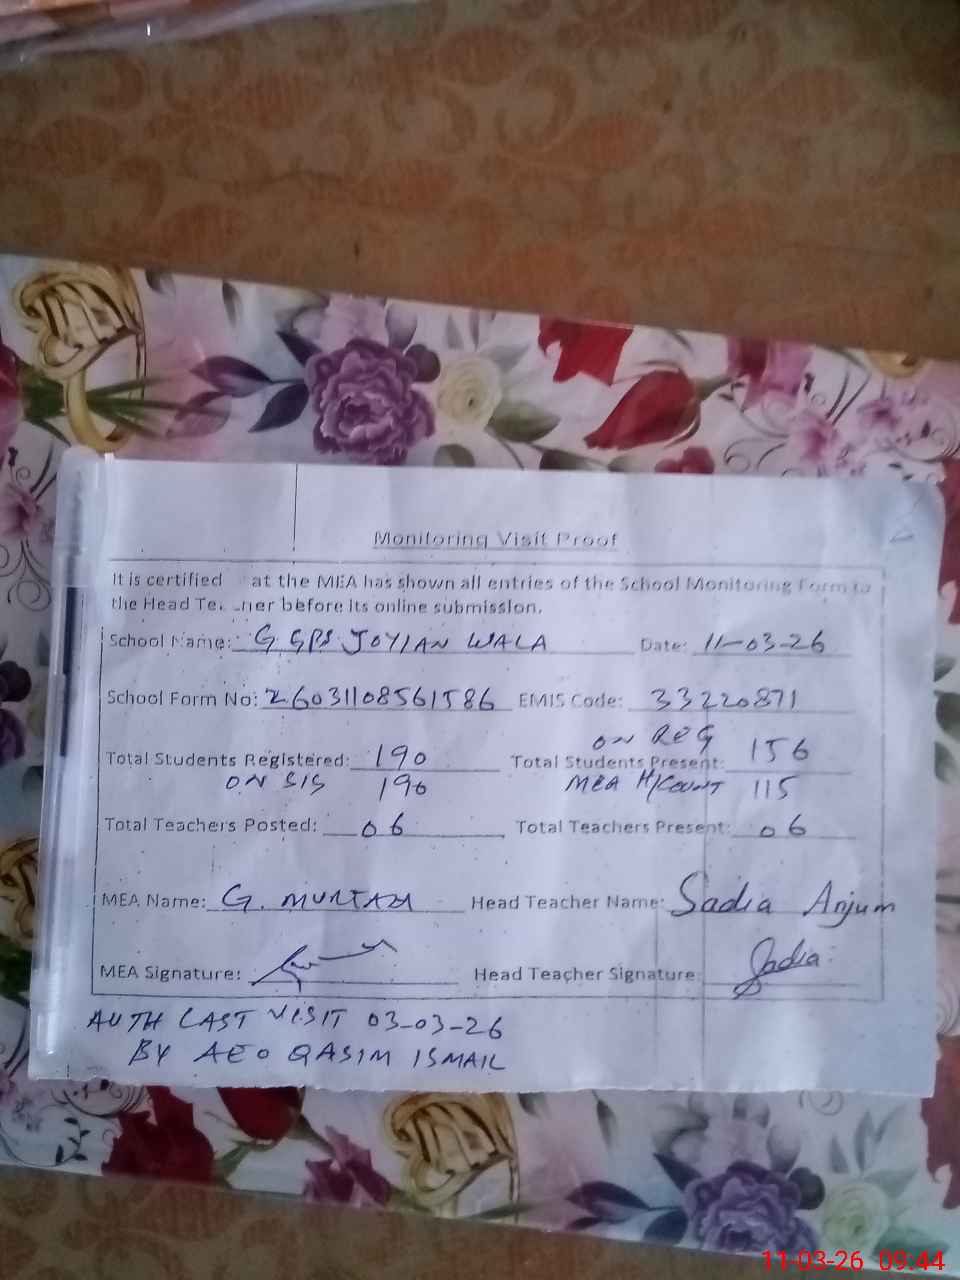 Monitoring Visit Proof
It is certified at the MEA has shown all entries of the School Monitoring Form to
the Head Te her before its online submission.
School Name: G GPS JOYIAN WALA Date: 11-03-26
School Form No: 26031108561586 EMIS Code: 33220871
ON REG
Total Students Registered: 190 Total Students Present: 156
ON SIS 190 MEA H/COUNT 115
Total Teachers Posted: 06 Total Teachers Present: 06
MEA Name: G. MURTAZA Head Teacher Name: Sadia Anjum
MEA Signature: Head Teacher Signature: Sadia
AUTH LAST VISIT 03-03-26
BY AEO QASIM ISMAIL
11-03-26 09:44